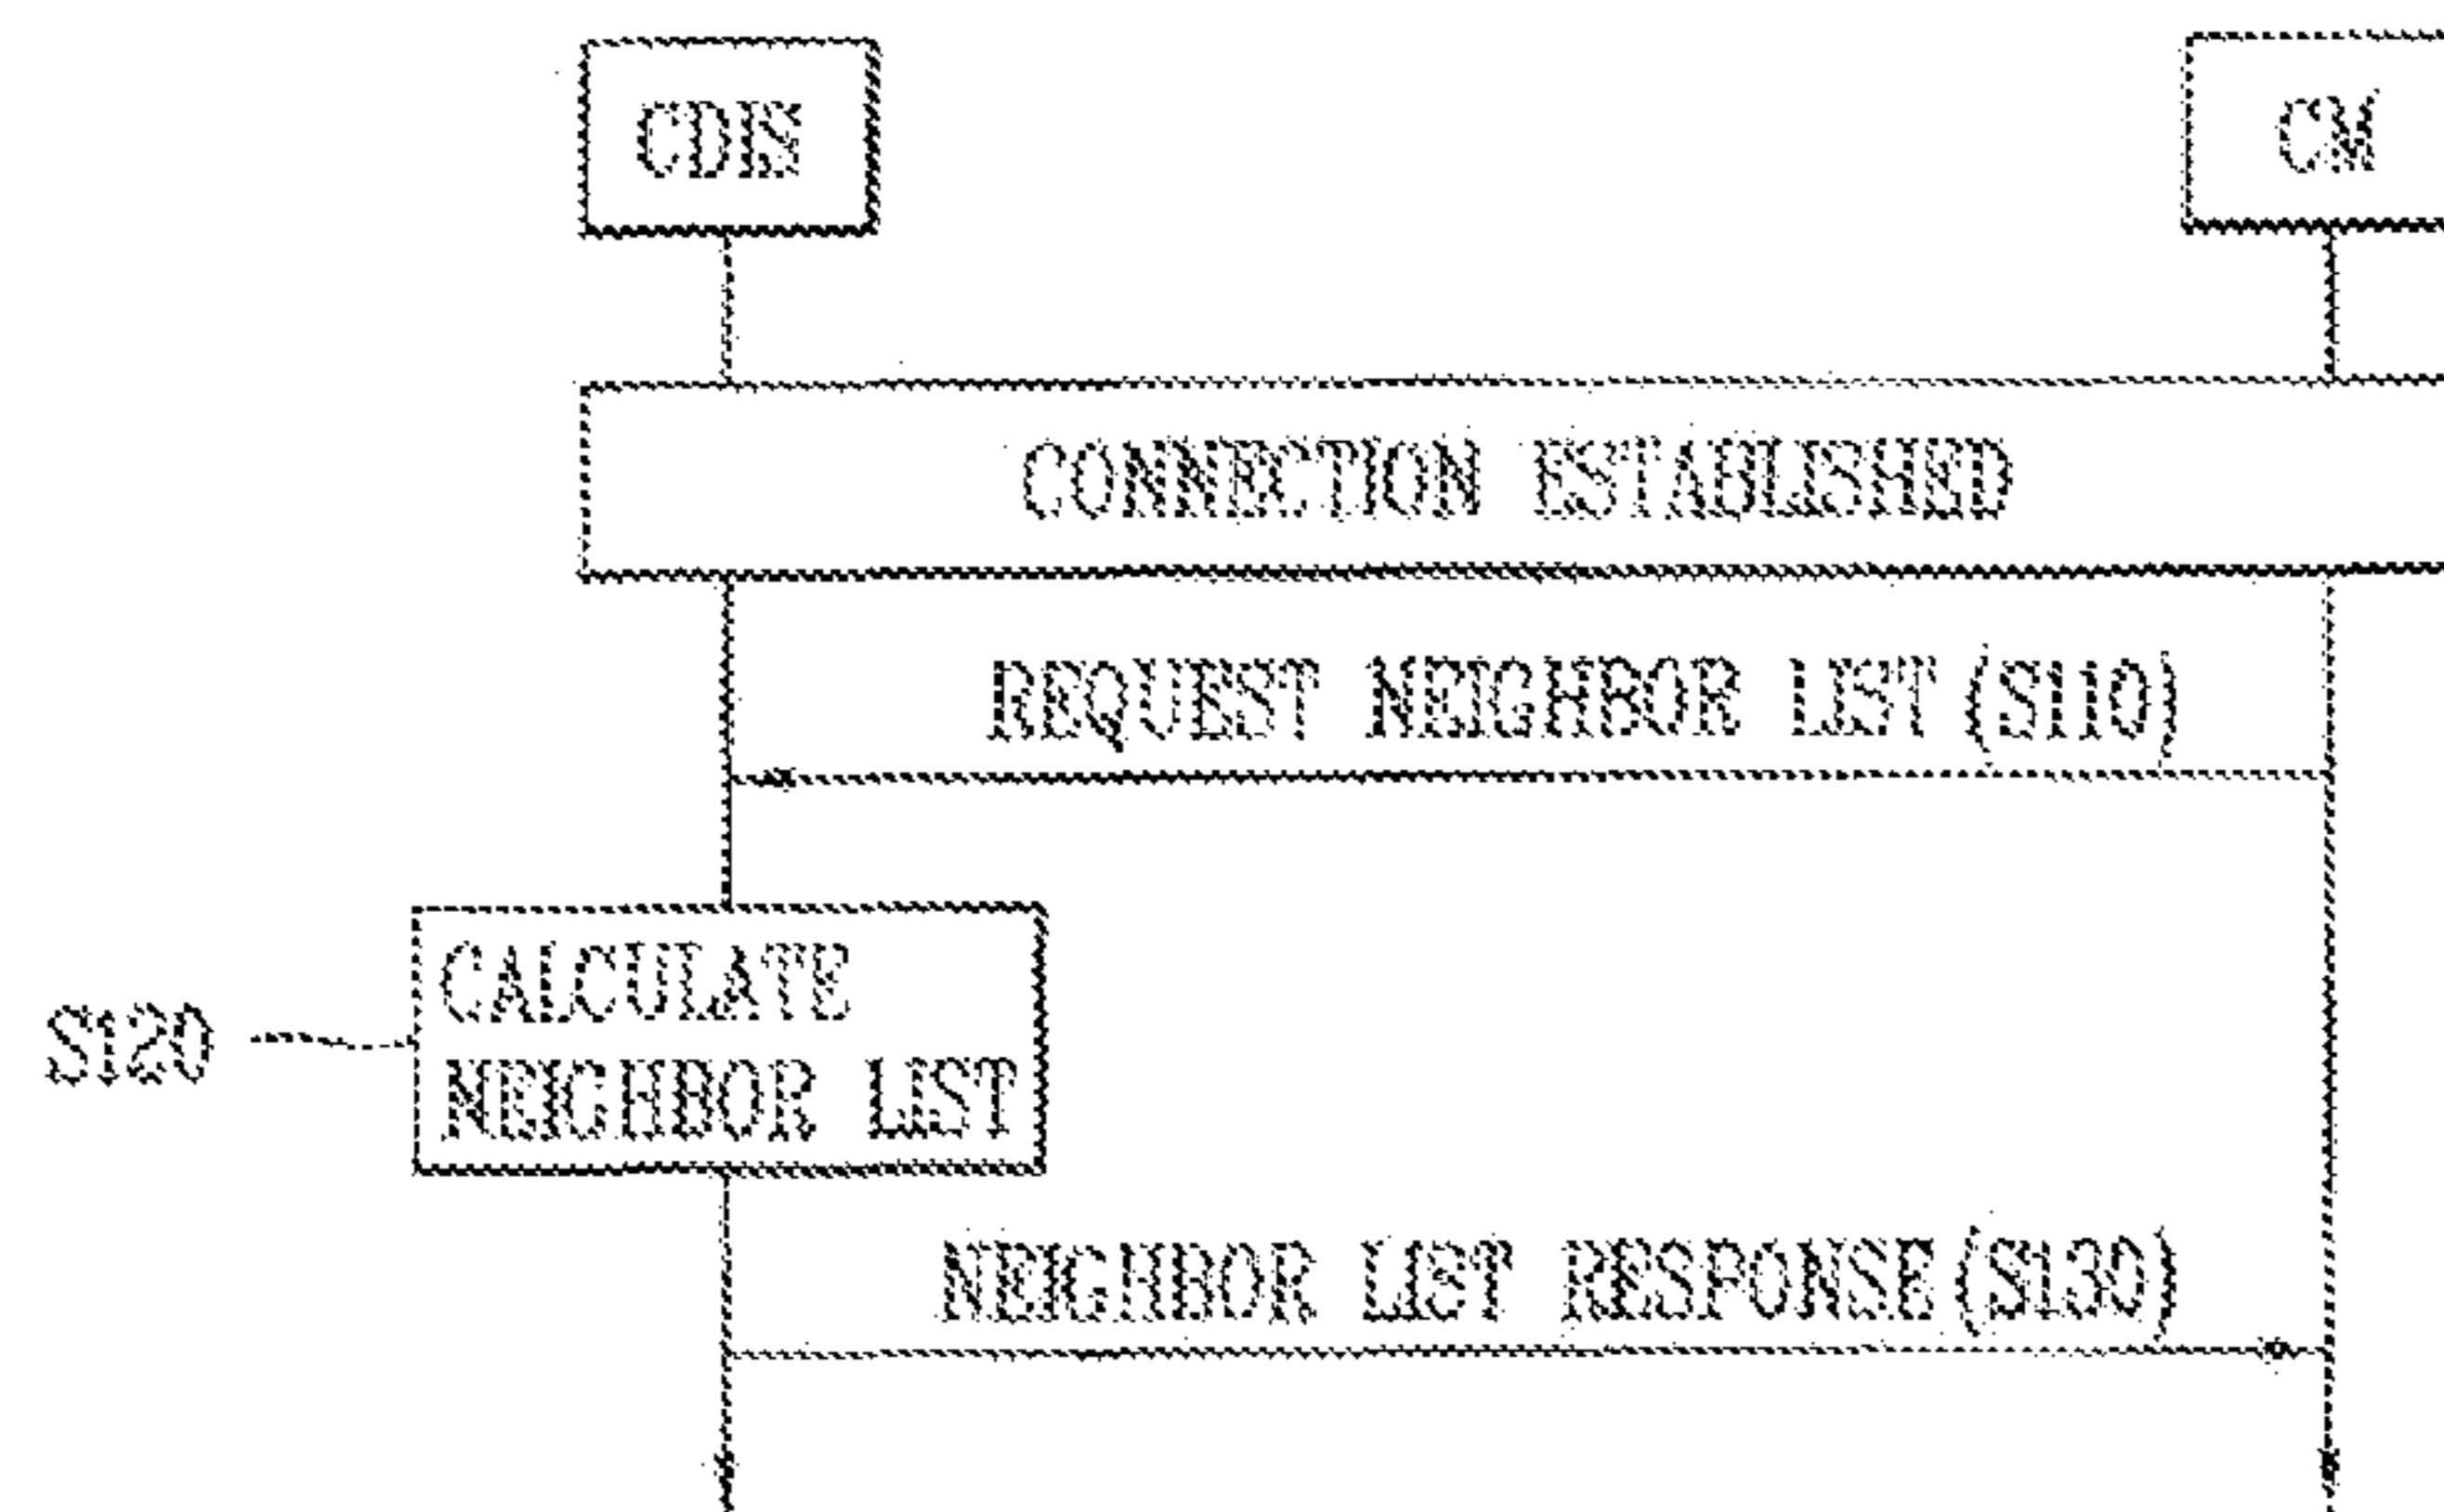 CDIS
CM
CONNECTION ESTABLISHED
REQUEST NEIGHBOR LIST (S110)
S120
CALCULATE
NEIGHBOR LIST
NEIGHBOR LIST RESPONSE (S130)